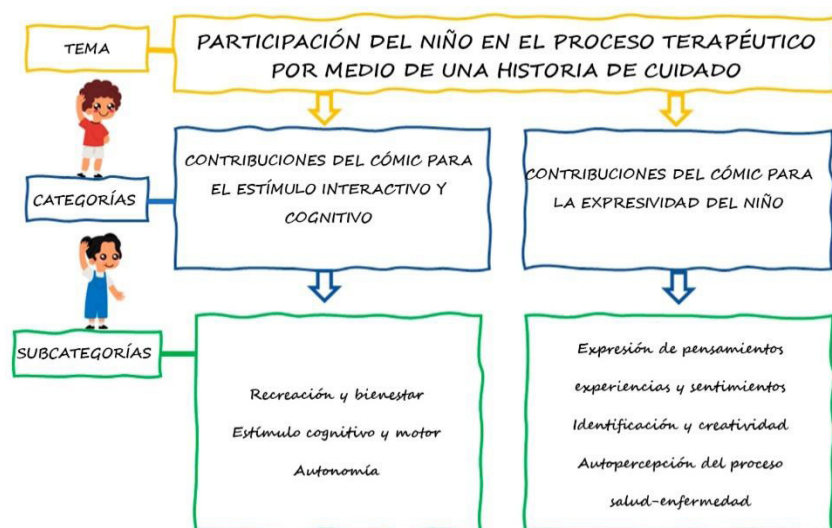 TEMA
PARTICIPACIÓN DEL NIÑO EN EL PROCESO TERAPÉUTICO
POR MEDIO DE UNA HISTORIA DE CUIDADO
CATEGORÍAS
CONTRIBUCIONES DEL CÓMIC PARA
EL ESTÍMULO INTERACTIVO Y
COGNITIVO
CONTRIBUCIONES DEL CÓMIC PARA
LA EXPRESIVIDAD DEL NIÑO
SUBCATEGORÍAS
Recreación y bienestar
Estímulo cognitivo y motor
Autonomía
Expresión de pensamientos
experiencias y sentimientos
Identificación y creatividad
Autopercepción del proceso
salud-enfermedad